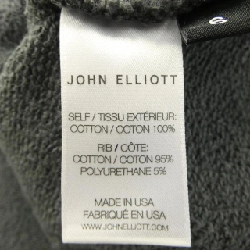 JOHN ELLIOTT
SELF / TISSU EXTÉRIEUR:
COTTON / COTON 100%
RIB / CÔTE:
COTTON / COTON 95%
POLYURETHANE 5%
MADE IN USA
FABRIQUÉ EN USA
WWW.JOHNELLIOTT.COM